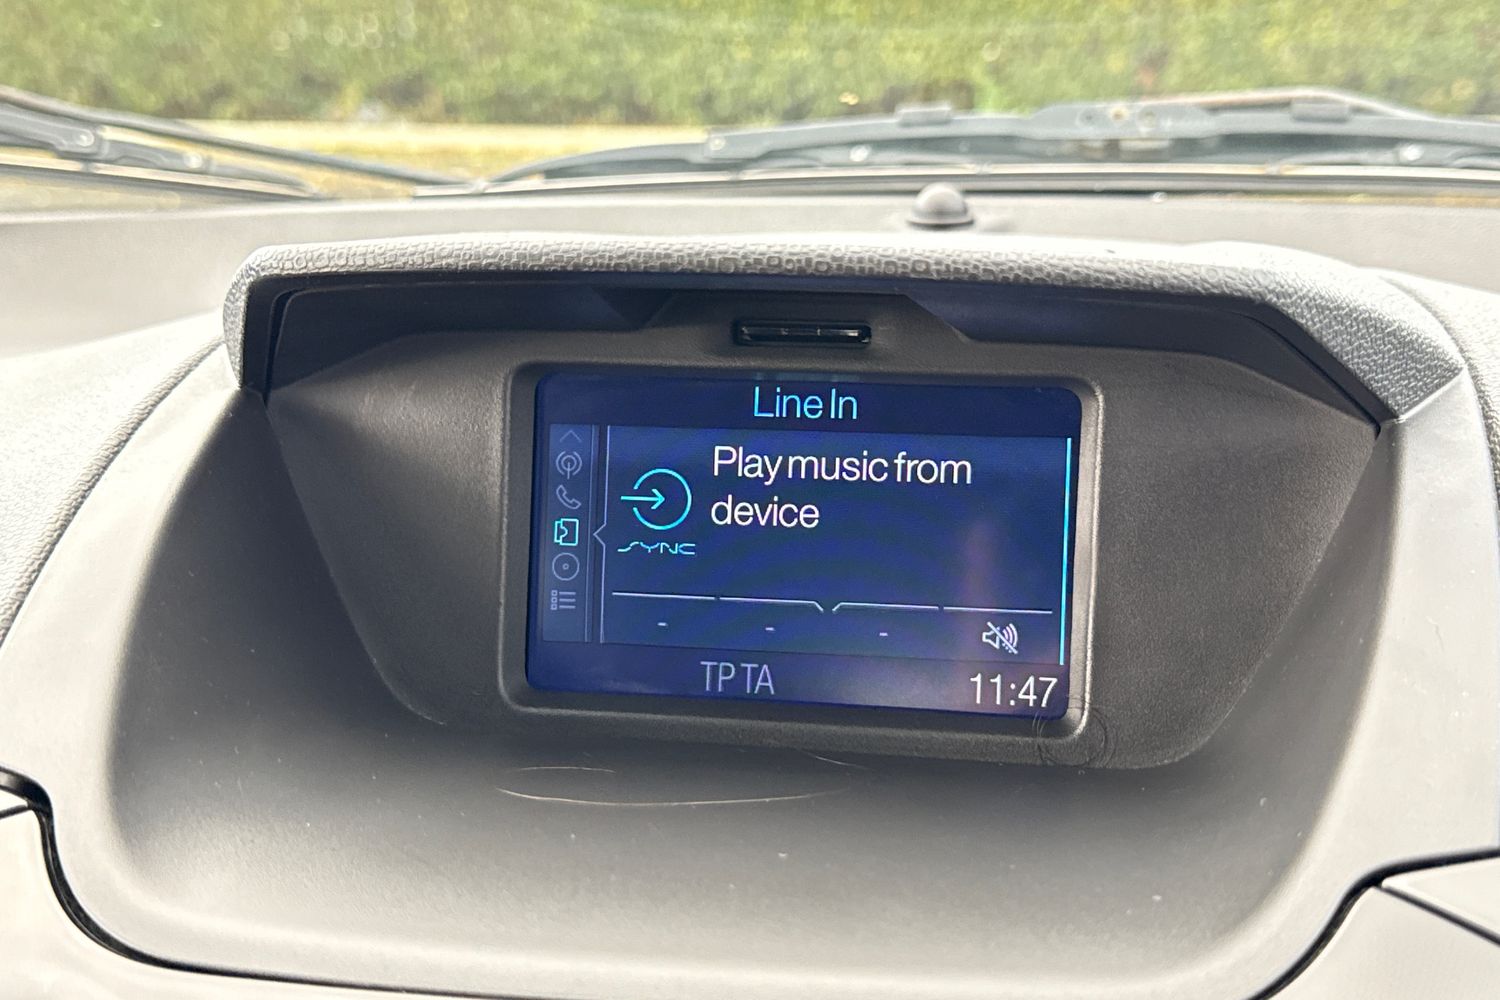 Line In
Play music from
device
SYNC
- - -
TP TA
11:47